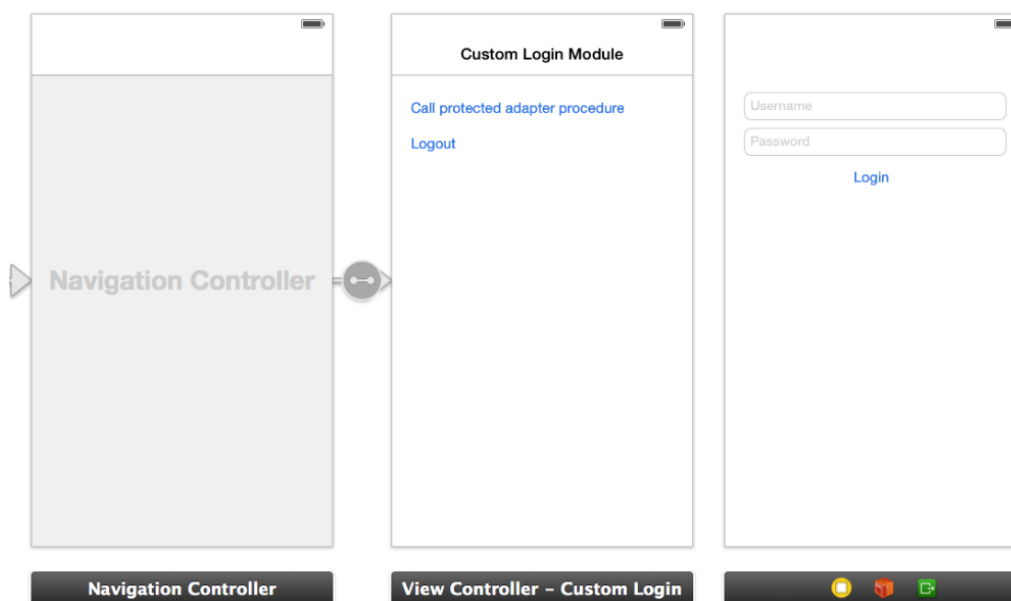 Navigation Controller
Navigation Controller
Custom Login Module
Call protected adapter procedure
Logout
View Controller – Custom Login
Username
Password
Login